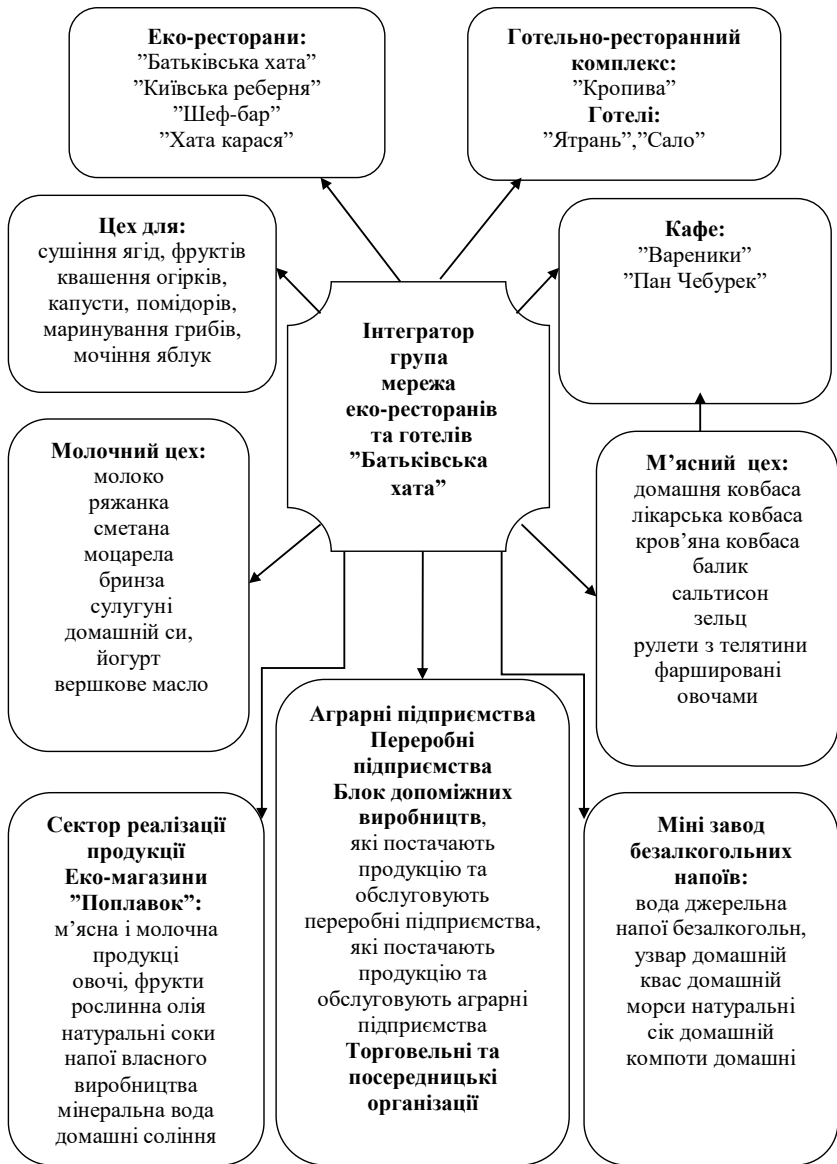 Еко-ресторани:
”Батьківська хата”
”Київська реберня”
”Шеф-бар”
”Хата карася”
Готельно-ресторанний
комплекс:
”Кропива”
Готелі:
”Ятрань”,”Сало”
Цех для:
сушіння ягід, фруктів
квашення огірків,
капусти, помідорів,
маринування грибів,
мочіння яблук
Інтегратор
група
мережа
еко-ресторанів
та готелів
”Батьківська
хата”
Кафе:
”Вареники”
”Пан Чебурек”
Молочний цех:
молоко
ряжанка
сметана
моцарела
бринза
сулугуні
домашній си,
йогурт
вершкове масло
М’ясний цех:
домашня ковбаса
лікарська ковбаса
кров’яна ковбаса
балик
сальтисон
зельц
рулети з телятини
фаршировані
овочами
Сектор реалізації
продукції
Еко-магазини
”Поплавок”:
м’ясна і молочна
продукці
овочі, фрукти
рослинна олія
натуральні соки
напої власного
виробництва
мінеральна вода
домашні соління
Аграрні підприємства
Переробні
підприємства
Блок допоміжних
виробництв,
які постачають
продукцію та
обслуговують
переробні підприємства,
які постачають
продукцію та
обслуговують аграрні
підприємства
Торговельні та
посередницькі
організації
Міні завод
безалкогольних
напоїв:
вода джерельна
напої безалкогольн,
узвар домашній
квас домашній
морси натуральні
сік домашній
компоти домашні